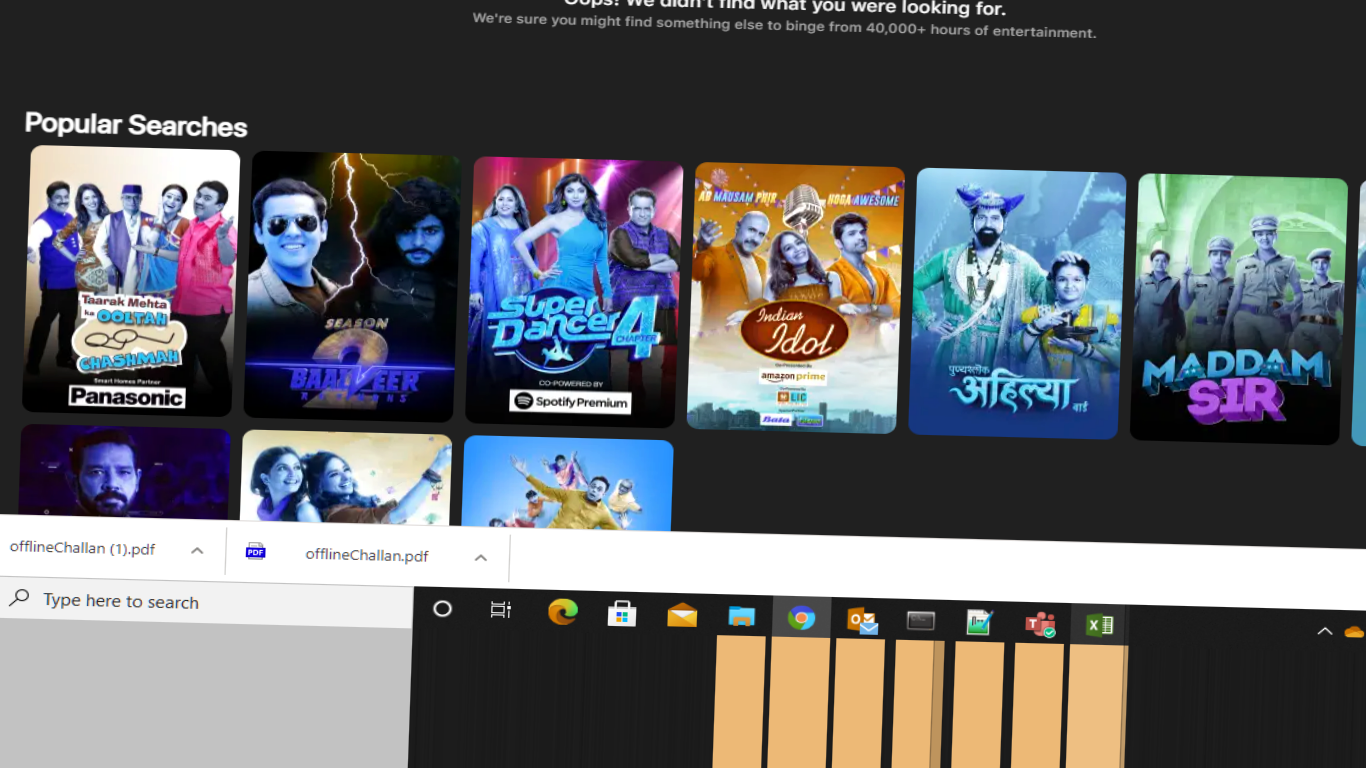 Oops! We didn't find what you were looking for.
We're sure you might find something else to binge from 40,000+ hours of entertainment.
Popular Searches
Taarak Mehta
ka OOLTAH
CHASHMAH
Smart Homes Partner
Panasonic
SEASON
2
BAALVEER
RETURNS
Super
Dancer
CHAPTER 4
CO-POWERED BY
Spotify Premium
AB MAUSAM PHIR HOGA AWESOME
Indian
Idol
amazon prime
LIC
Bata
पुण्यश्लोक
अहिल्या
बाई
MADDAM
SIR
offlineChallan (1).pdf
PDF
offlineChallan.pdf
Type here to search